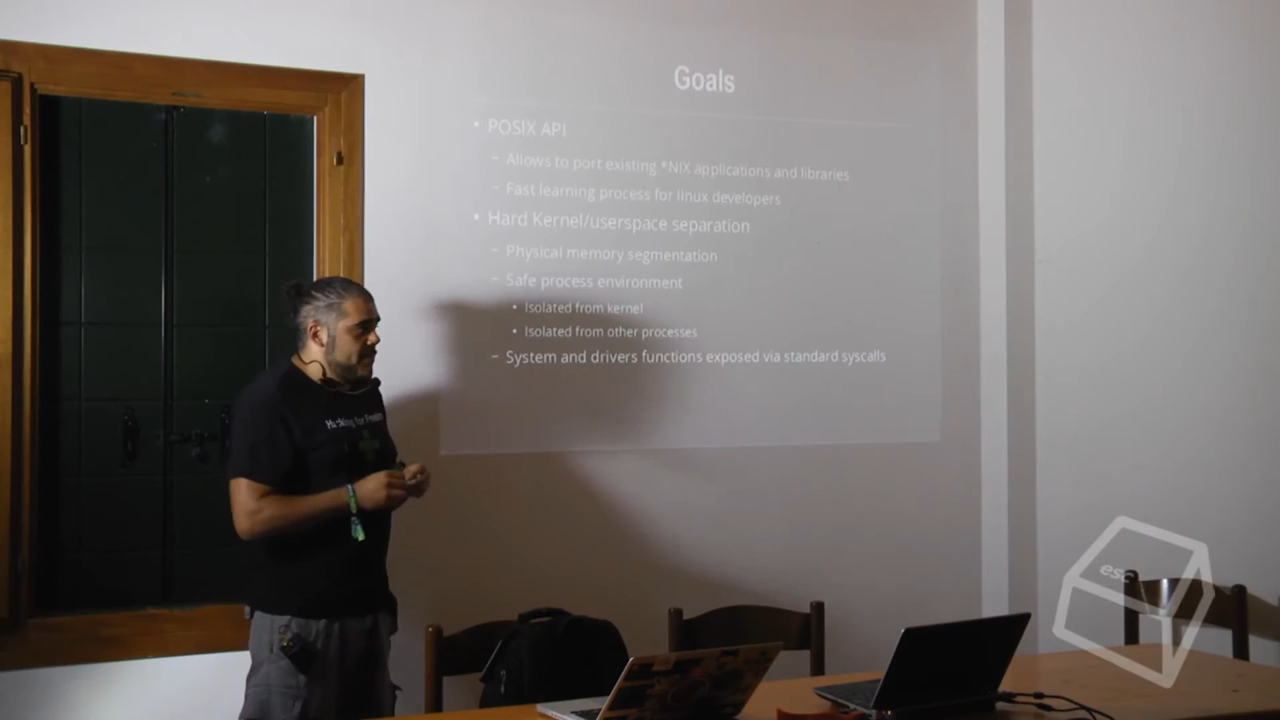 Goals
• POSIX API
– Allows to port existing *NIX applications and libraries
– Fast learning process for linux developers
• Hard Kernel/userspace separation
– Physical memory segmentation
– Safe process environment
• Isolated from kernel
• Isolated from other processes
– System and drivers functions exposed via standard syscalls
for
esc